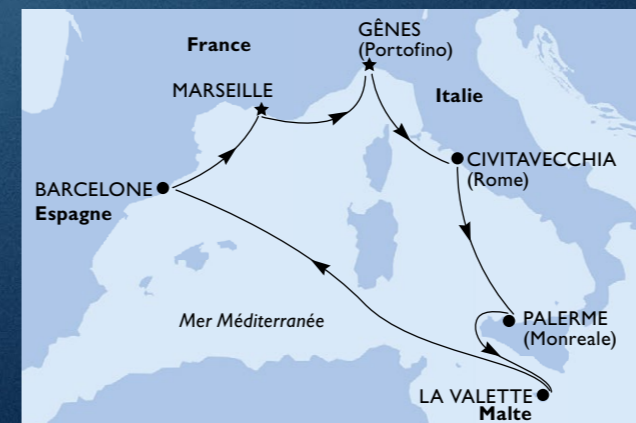 GÊNES
(Portofino)
France
MARSEILLE
Italie
CIVITAVECCHIA
(Rome)
BARCELONE
Espagne
Mer Méditerranée
PALERME
(Monreale)
LA VALETTE
Malte